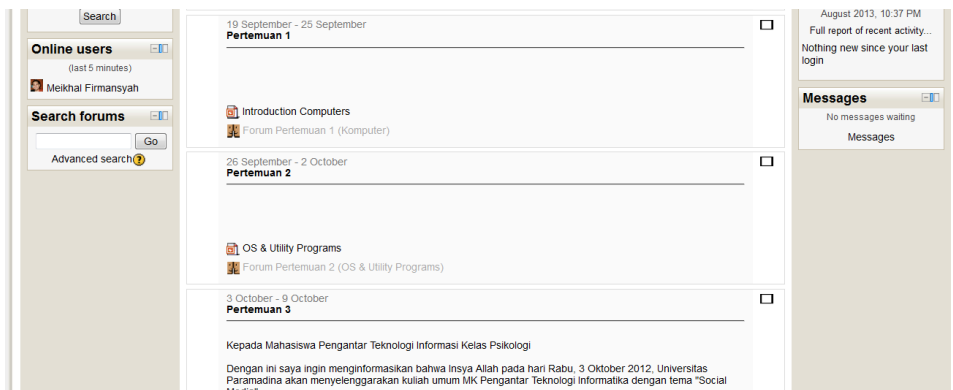 Search
Online users
(last 5 minutes)
Meikhal Firmansyah
Search forums
Go
Advanced search
19 September - 25 September
Pertemuan 1
Introduction Computers
Forum Pertemuan 1 (Komputer)
26 September - 2 October
Pertemuan 2
OS & Utility Programs
Forum Pertemuan 2 (OS & Utility Programs)
3 October - 9 October
Pertemuan 3
Kepada Mahasiswa Pengantar Teknologi Informasi Kelas Psikologi
Dengan ini saya ingin menginformasikan bahwa Insya Allah pada hari Rabu, 3 Oktober 2012, Universitas
Paramadina akan menyelenggarakan kuliah umum MK Pengantar Teknologi Informatika dengan tema "Social
August 2013, 10:37 PM
Full report of recent activity...
Nothing new since your last
login
Messages
No messages waiting
Messages